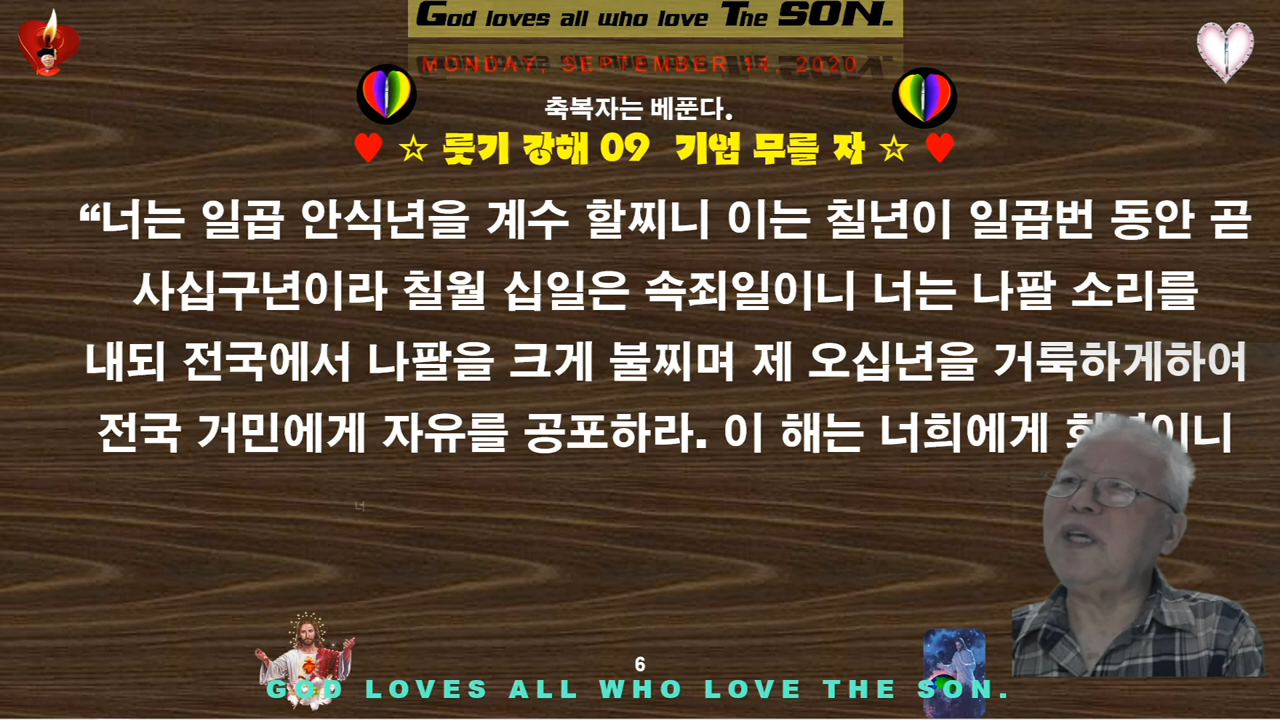 God loves all who love The SON.
MONDAY, SEPTEMBER 14, 2020
축복자는 베푼다.
♥ ☆ 룻기 강해 09 기업 무를 자 ☆ ♥
“너는 일곱 안식년을 계수 할찌니 이는 칠년이 일곱번 동안 곧
사십구년이라 칠월 십일은 속죄일이니 너는 나팔 소리를
내되 전국에서 나팔을 크게 불찌며 제 오십년을 거룩하게하여
전국 거민에게 자유를 공포하라. 이 해는 너희에게
너
6
GOD LOVES ALL WHO LOVE THE SON.